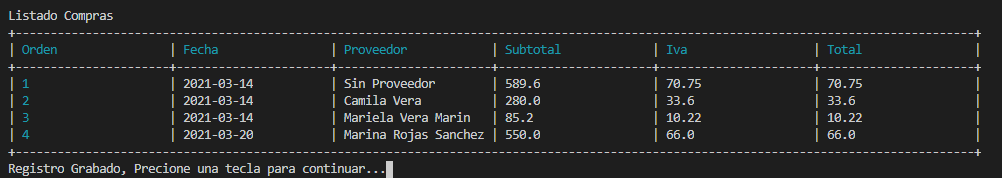 Listado Compras
+--------------------------------------------------------------------------------------------------------------------------------------+
| Orden | Fecha | Proveedor | Subtotal | Iva | Total |
+----------------------+----------------------+----------------------+----------------------+----------------------+---------------------+
| 1 | 2021-03-14 | Sin Proveedor | 589.6 | 70.75 | 70.75 |
| 2 | 2021-03-14 | Camila Vera | 280.0 | 33.6 | 33.6 |
| 3 | 2021-03-14 | Mariela Vera Marin | 85.2 | 10.22 | 10.22 |
| 4 | 2021-03-20 | Marina Rojas Sanchez | 550.0 | 66.0 | 66.0 |
+--------------------------------------------------------------------------------------------------------------------------------------+
Registro Grabado, Precione una tecla para continuar...